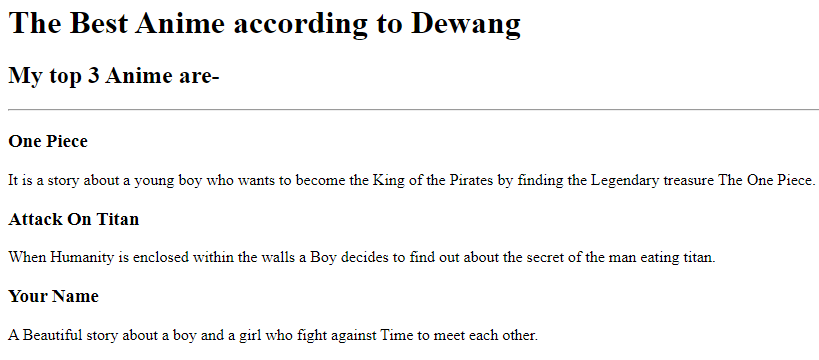 The Best Anime according to Dewang
My top 3 Anime are-
One Piece
It is a story about a young boy who wants to become the King of the Pirates by finding the Legendary treasure The One Piece.
Attack On Titan
When Humanity is enclosed within the walls a Boy decides to find out about the secret of the man eating titan.
Your Name
A Beautiful story about a boy and a girl who fight against Time to meet each other.